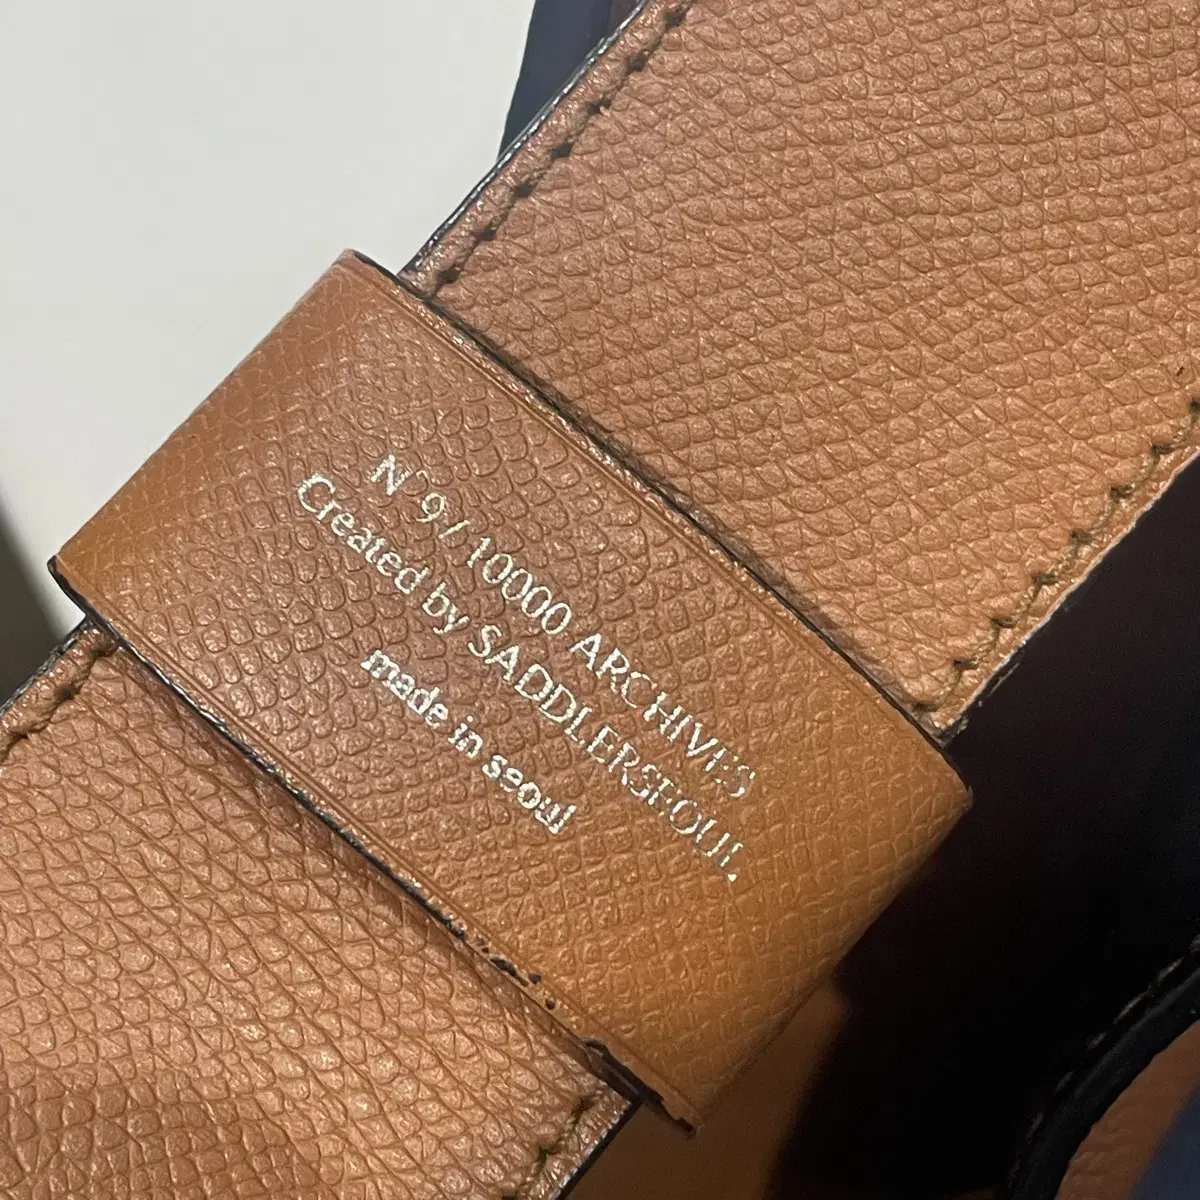 N°9 / 10000 ARCHIVES
Created by SADDLERSEOUL
made in seoul